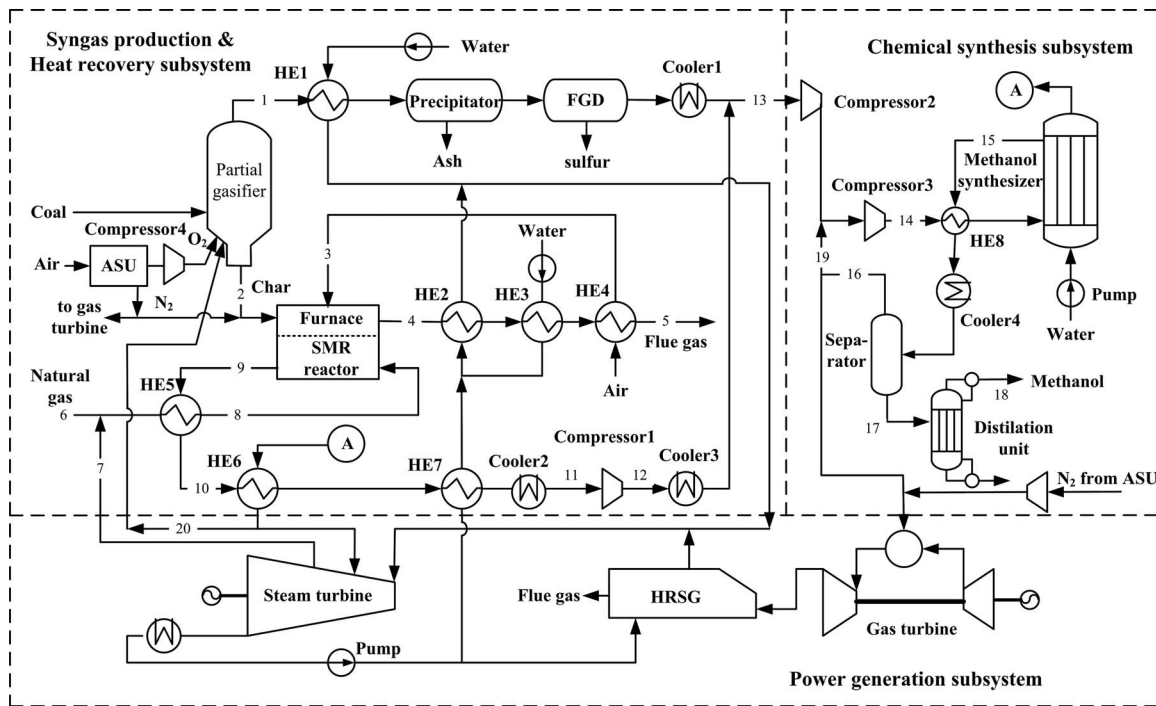 Syngas production &
Heat recovery subsystem
HE1
Water
Cooler1
Chemical synthesis subsystem
1
Precipitator
FGD
13
A
Compressor2
Partial
gasifier
Ash
sulfur
15
Methanol
synthesizer
Compressor3
Coal
Compressor4
O₂
14
HE8
Air
ASU
Water
3
19
16
2
Char
HE2
HE3
HE4
N₂
to gas
turbine
Furnace
4
5
Flue gas
Cooler4
Pump
Water
SMR
reactor
Sepa-
rator
Natural
gas
9
HE5
Air
Methanol
18
6
8
17
Distilation
unit
7
HE6
A
HE7
Compressor1
Cooler2
Cooler3
10
11
12
N₂ from ASU
20
Steam turbine
Flue gas
HRSG
Gas turbine
Pump
Power generation subsystem